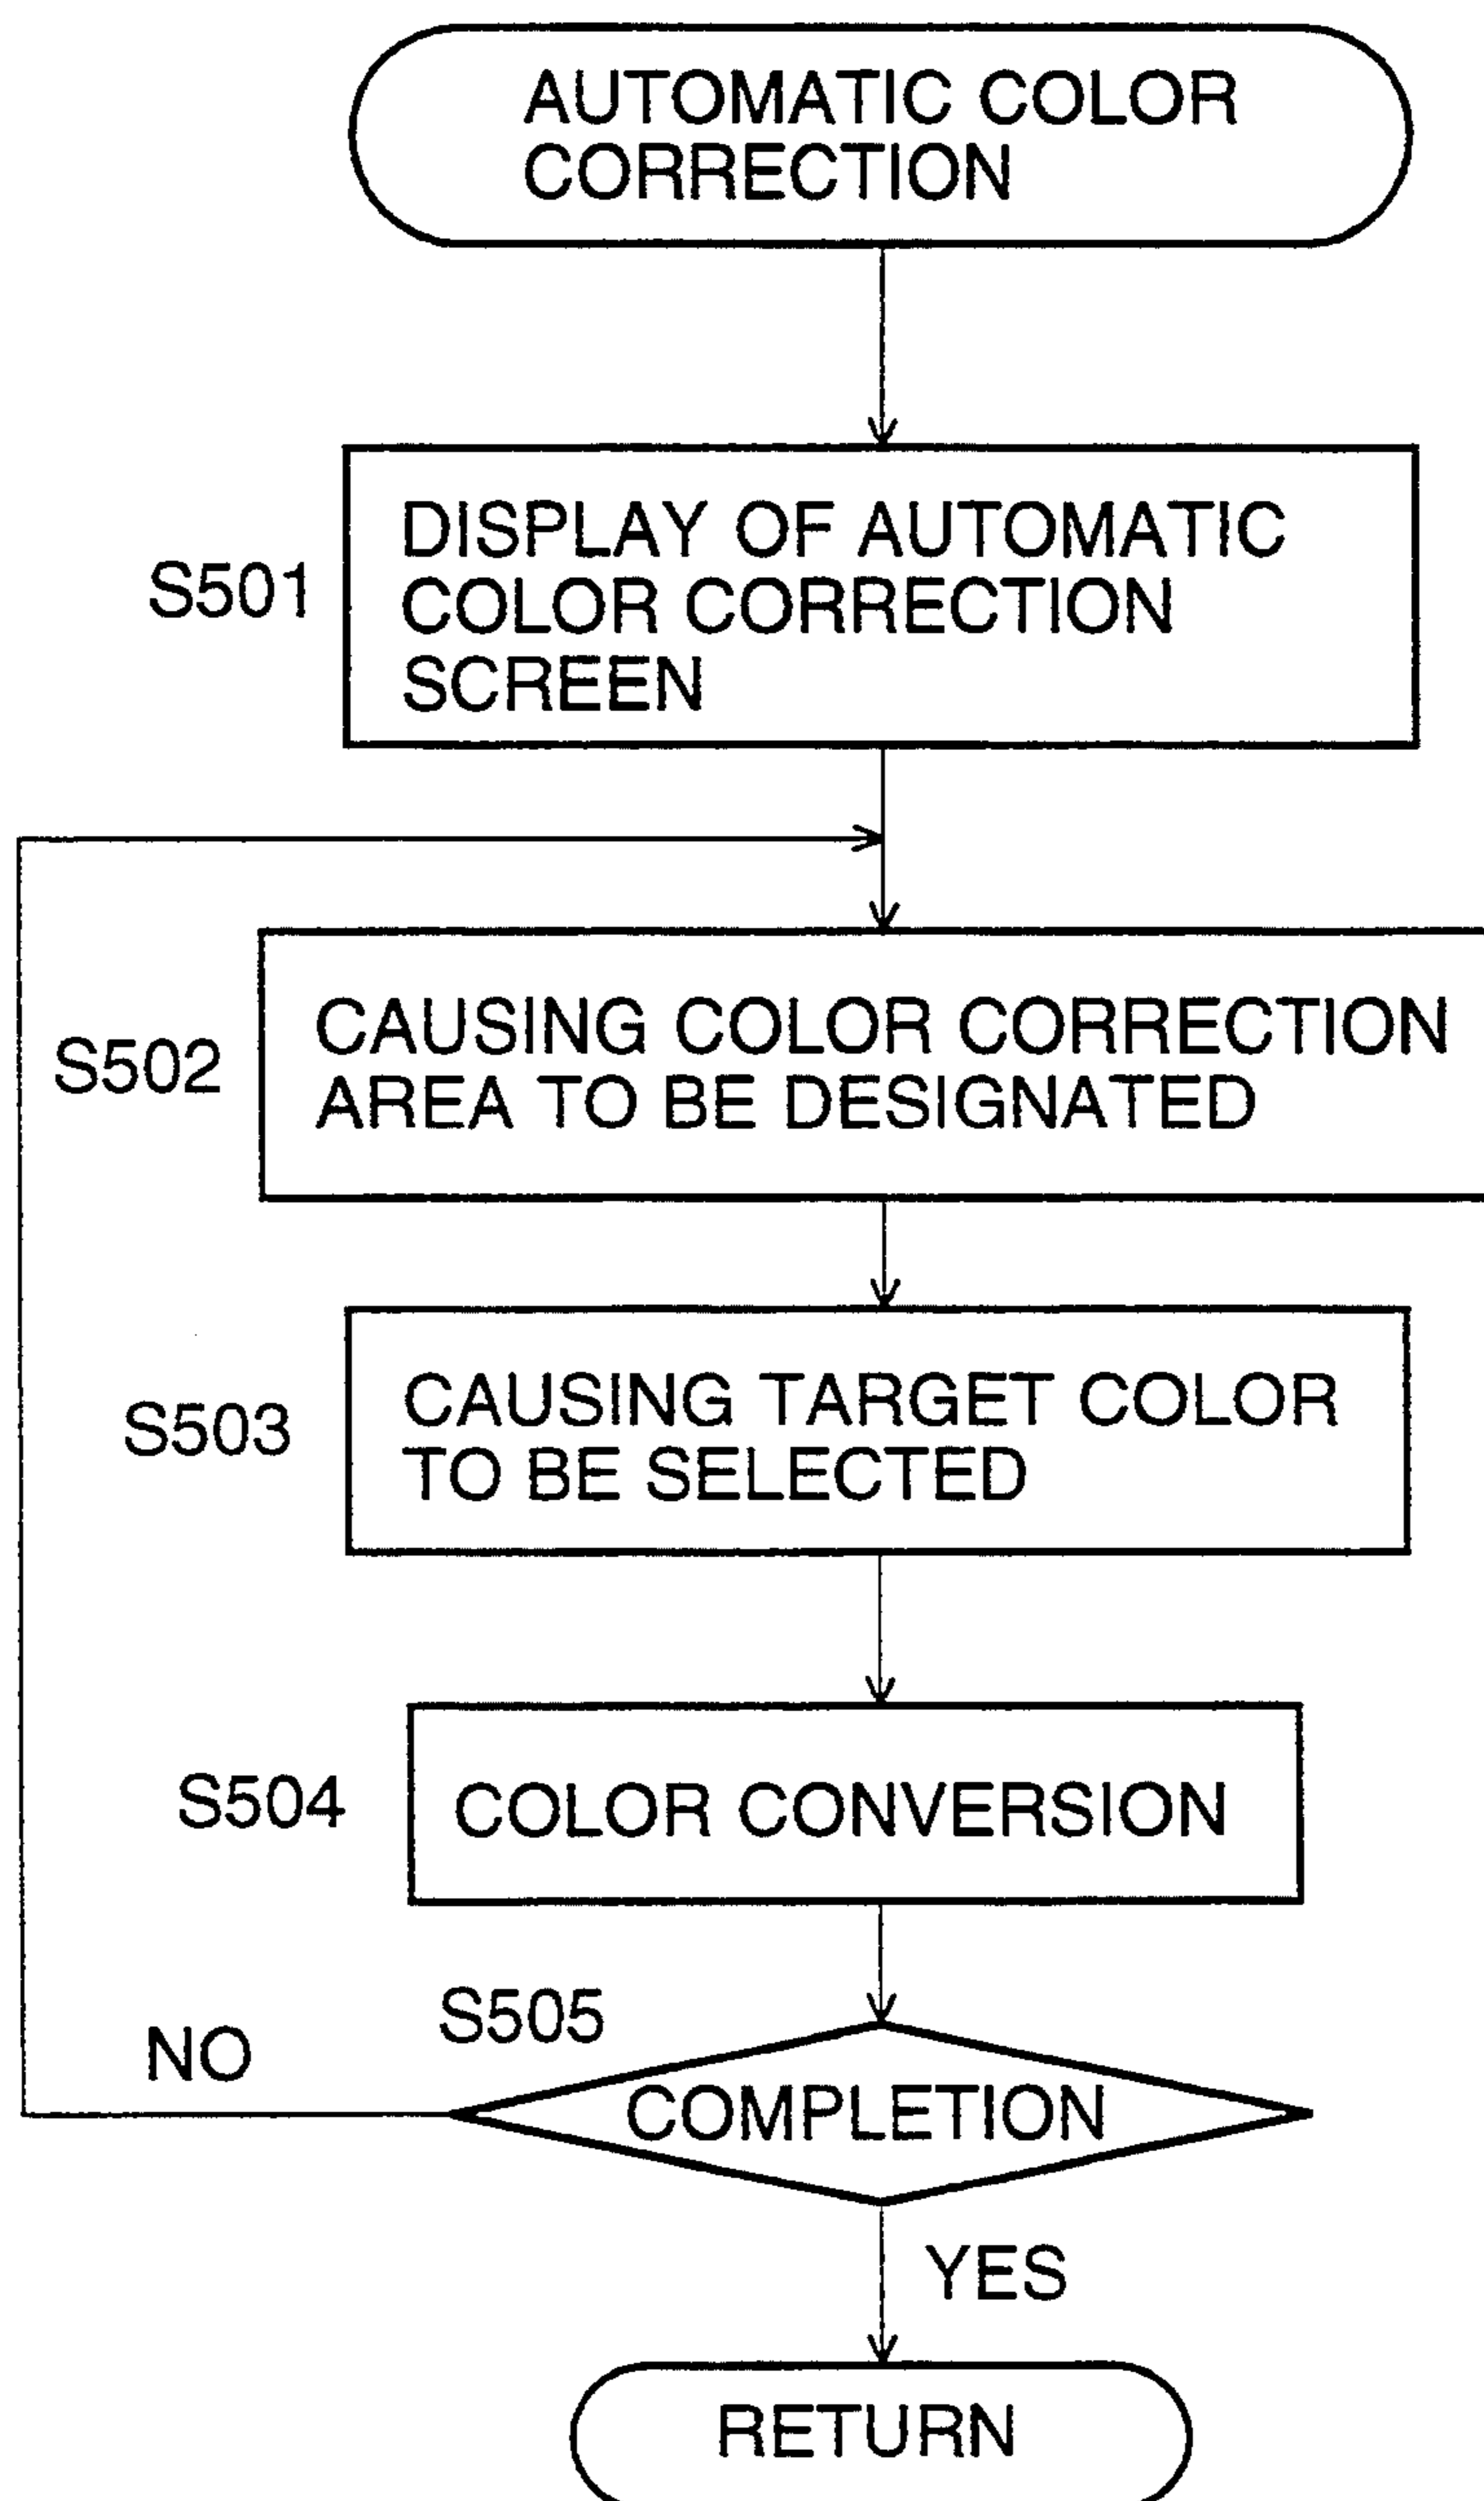 AUTOMATIC COLOR
CORRECTION
S501
DISPLAY OF AUTOMATIC
COLOR CORRECTION
SCREEN
S502
CAUSING COLOR CORRECTION
AREA TO BE DESIGNATED
S503
CAUSING TARGET COLOR
TO BE SELECTED
S504
COLOR CONVERSION
S505
NO
COMPLETION
YES
RETURN